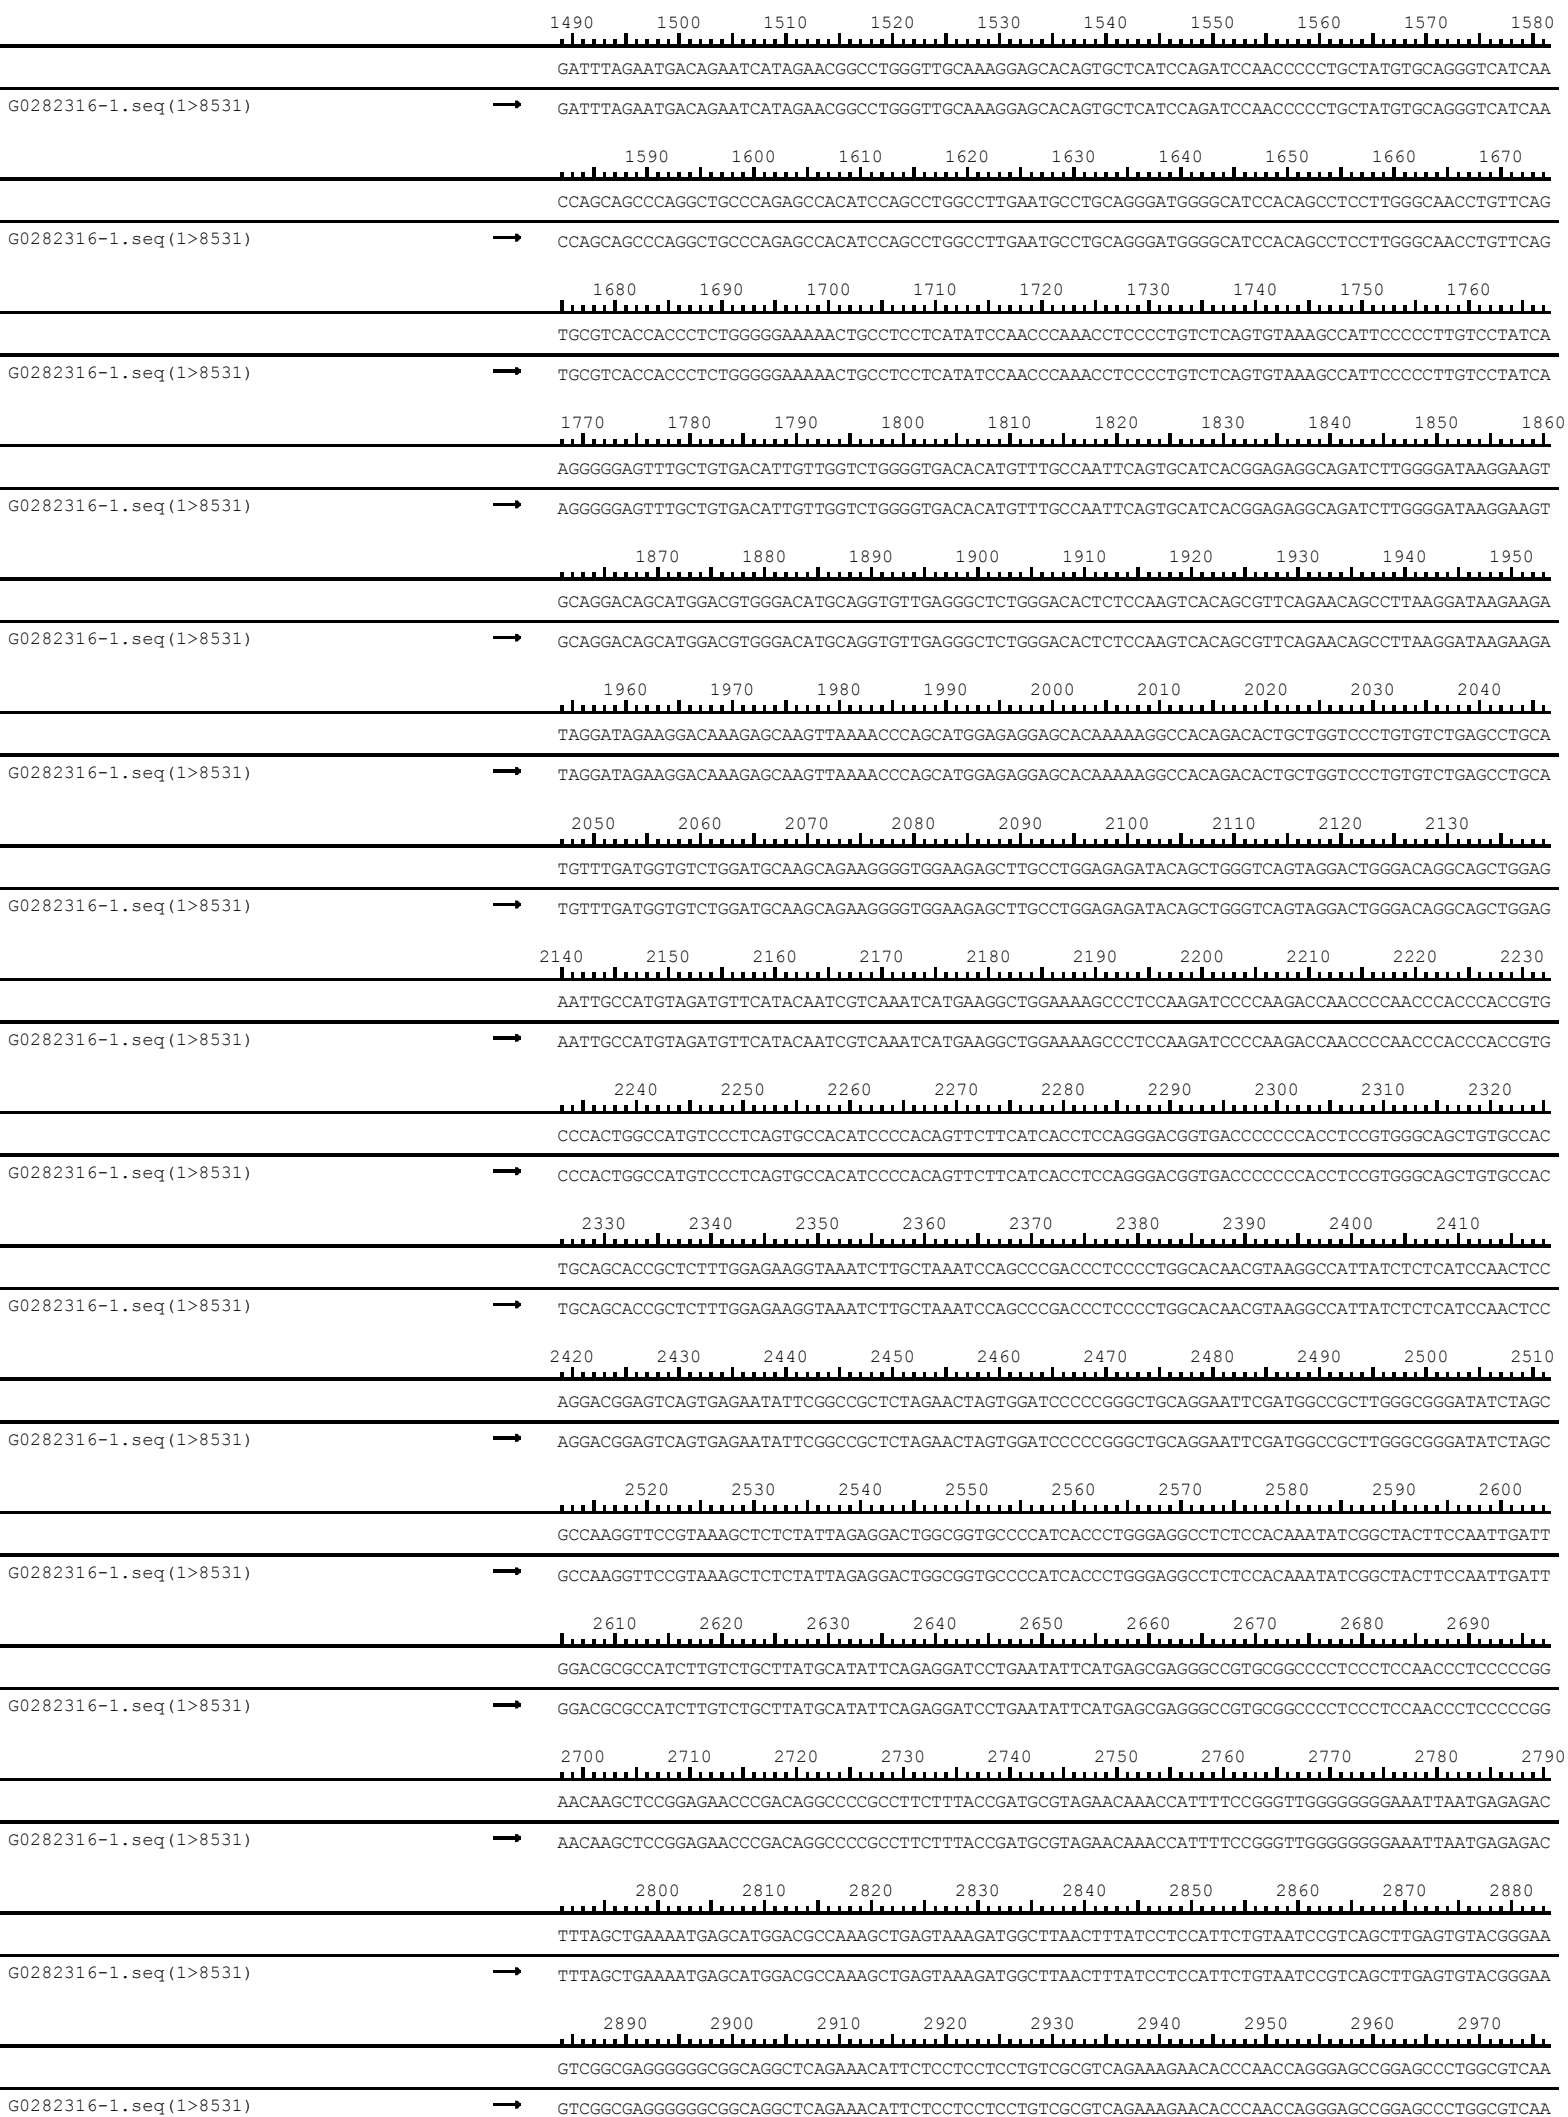 1490 1500 1510 1520 1530 1540 1550 1560 1570 1580
GATTTAGAATGACAGAATCATAGAACGGCCTGGGTTGCAAAGGAGCACAGTGCTCATCCAGATCCAACCCCCTGCTATGTGCAGGGTCATCAA
G0282316-1.seq(1>8531) GATTTAGAATGACAGAATCATAGAACGGCCTGGGTTGCAAAGGAGCACAGTGCTCATCCAGATCCAACCCCCTGCTATGTGCAGGGTCATCAA
1590 1600 1610 1620 1630 1640 1650 1660 1670
CCAGCAGCCCAGGCTGCCCAGAGCCACATCCAGCCTGGCCTTGAATGCCTGCAGGGATGGGGCATCCACAGCCTCCTTGGGCAACCTGTTCAG
G0282316-1.seq(1>8531) CCAGCAGCCCAGGCTGCCCAGAGCCACATCCAGCCTGGCCTTGAATGCCTGCAGGGATGGGGCATCCACAGCCTCCTTGGGCAACCTGTTCAG
1680 1690 1700 1710 1720 1730 1740 1750 1760
TGCGTCACCACCCTCTGGGGGAAAAACTGCCTCCTCATATCCAACCCAAACCTCCCCTGTCTCAGTGTAAAGCCATTCCCCCTTGTCCTATCA
G0282316-1.seq(1>8531) TGCGTCACCACCCTCTGGGGGAAAAACTGCCTCCTCATATCCAACCCAAACCTCCCCTGTCTCAGTGTAAAGCCATTCCCCCTTGTCCTATCA
1770 1780 1790 1800 1810 1820 1830 1840 1850 1860
AGGGGGAGTTTGCTGTGACATTGTTGGTCTGGGGTGACACATGTTTGCCAATTCAGTGCATCACGGAGAGGCAGATCTTGGGGATAAGGAAGT
G0282316-1.seq(1>8531) AGGGGGAGTTTGCTGTGACATTGTTGGTCTGGGGTGACACATGTTTGCCAATTCAGTGCATCACGGAGAGGCAGATCTTGGGGATAAGGAAGT
1870 1880 1890 1900 1910 1920 1930 1940 1950
GCAGGACAGCATGGACGTGGGACATGCAGGTGTTGAGGGCTCTGGGACACTCTCCAAGTCACAGCGTTCAGAACAGCCTTAAGGATAAGAAGA
G0282316-1.seq(1>8531) GCAGGACAGCATGGACGTGGGACATGCAGGTGTTGAGGGCTCTGGGACACTCTCCAAGTCACAGCGTTCAGAACAGCCTTAAGGATAAGAAGA
1960 1970 1980 1990 2000 2010 2020 2030 2040
TAGGATAGAAGGACAAAGAGCAAGTTAAAACCCAGCATGGAGAGGAGCACAAAAAGGCCACAGACACTGCTGGTCCCTGTGTCTGAGCCTGCA
G0282316-1.seq(1>8531) TAGGATAGAAGGACAAAGAGCAAGTTAAAACCCAGCATGGAGAGGAGCACAAAAAGGCCACAGACACTGCTGGTCCCTGTGTCTGAGCCTGCA
2050 2060 2070 2080 2090 2100 2110 2120 2130
TGTTTGATGGTGTCTGGATGCAAGCAGAAGGGGTGGAAGAGCTTGCCTGGAGAGATACAGCTGGGTCAGTAGGACTGGGACAGGCAGCTGGAG
G0282316-1.seq(1>8531) TGTTTGATGGTGTCTGGATGCAAGCAGAAGGGGTGGAAGAGCTTGCCTGGAGAGATACAGCTGGGTCAGTAGGACTGGGACAGGCAGCTGGAG
2140 2150 2160 2170 2180 2190 2200 2210 2220 2230
AATTGCCATGTAGATGTTCATACAATCGTCAAATCATGAAGGCTGGAAAAGCCCTCCAAGATCCCCAAGACCAACCCCAACCCACCCACCGTG
G0282316-1.seq(1>8531) AATTGCCATGTAGATGTTCATACAATCGTCAAATCATGAAGGCTGGAAAAGCCCTCCAAGATCCCCAAGACCAACCCCAACCCACCCACCGTG
2240 2250 2260 2270 2280 2290 2300 2310 2320
CCCACTGGCCATGTCCCTCAGTGCCACATCCCCACAGTTCTTCATCACCTCCAGGGACGGTGACCCCCCCACCTCCGTGGGCAGCTGTGCCAC
G0282316-1.seq(1>8531) CCCACTGGCCATGTCCCTCAGTGCCACATCCCCACAGTTCTTCATCACCTCCAGGGACGGTGACCCCCCCACCTCCGTGGGCAGCTGTGCCAC
2330 2340 2350 2360 2370 2380 2390 2400 2410
TGCAGCACCGCTCTTTGGAGAAGGTAAATCTTGCTAAATCCAGCCCGACCCTCCCCTGGCACAACGTAAGGCCATTATCTCTCATCCAACTCC
G0282316-1.seq(1>8531) TGCAGCACCGCTCTTTGGAGAAGGTAAATCTTGCTAAATCCAGCCCGACCCTCCCCTGGCACAACGTAAGGCCATTATCTCTCATCCAACTCC
2420 2430 2440 2450 2460 2470 2480 2490 2500 2510
AGGACGGAGTCAGTGAGAATATTCGGCCGCTCTAGAACTAGTGGATCCCCCGGGCTGCAGGAATTCGATGGCCGCTTGGGCGGGATATCTAGC
G0282316-1.seq(1>8531) AGGACGGAGTCAGTGAGAATATTCGGCCGCTCTAGAACTAGTGGATCCCCCGGGCTGCAGGAATTCGATGGCCGCTTGGGCGGGATATCTAGC
2520 2530 2540 2550 2560 2570 2580 2590 2600
GCCAAGGTTCCGTAAAGCTCTCTATTAGAGGACTGGCGGTGCCCCATCACCCTGGGAGGCCTCTCCACAAATATCGGCTACTTCCAATTGATT
G0282316-1.seq(1>8531) GCCAAGGTTCCGTAAAGCTCTCTATTAGAGGACTGGCGGTGCCCCATCACCCTGGGAGGCCTCTCCACAAATATCGGCTACTTCCAATTGATT
2610 2620 2630 2640 2650 2660 2670 2680 2690
GGACGCGCCATCTTGTCTGCTTATGCATATTCAGAGGATCCTGAATATTCATGAGCGAGGGCCGTGCGGCCCCTCCCTCCAACCCTCCCCCGG
G0282316-1.seq(1>8531) GGACGCGCCATCTTGTCTGCTTATGCATATTCAGAGGATCCTGAATATTCATGAGCGAGGGCCGTGCGGCCCCTCCCTCCAACCCTCCCCCGG
2700 2710 2720 2730 2740 2750 2760 2770 2780 2790
AACAAGCTCCGGAGAACCCGACAGGCCCCGCCTTCTTTACCGATGCGTAGAACAAACCATTTTCCGGGTTGGGGGGGGAAATTAATGAGAGAC
G0282316-1.seq(1>8531) AACAAGCTCCGGAGAACCCGACAGGCCCCGCCTTCTTTACCGATGCGTAGAACAAACCATTTTCCGGGTTGGGGGGGGAAATTAATGAGAGAC
2800 2810 2820 2830 2840 2850 2860 2870 2880
TTTAGCTGAAAATGAGCATGGACGCCAAAGCTGAGTAAAGATGGCTTAACTTTATCCTCCATTCTGTAATCCGTCAGCTTGAGTGTACGGGAA
G0282316-1.seq(1>8531) TTTAGCTGAAAATGAGCATGGACGCCAAAGCTGAGTAAAGATGGCTTAACTTTATCCTCCATTCTGTAATCCGTCAGCTTGAGTGTACGGGAA
2890 2900 2910 2920 2930 2940 2950 2960 2970
GTCGGCGAGGGGGGCGGCAGGCTCAGAAACATTCTCCTCCTCCTGTCGCGTCAGAAAGAACACCCAACCAGGGAGCCGGAGCCCTGGCGTCAA
G0282316-1.seq(1>8531) GTCGGCGAGGGGGGCGGCAGGCTCAGAAACATTCTCCTCCTCCTGTCGCGTCAGAAAGAACACCCAACCAGGGAGCCGGAGCCCTGGCGTCAA